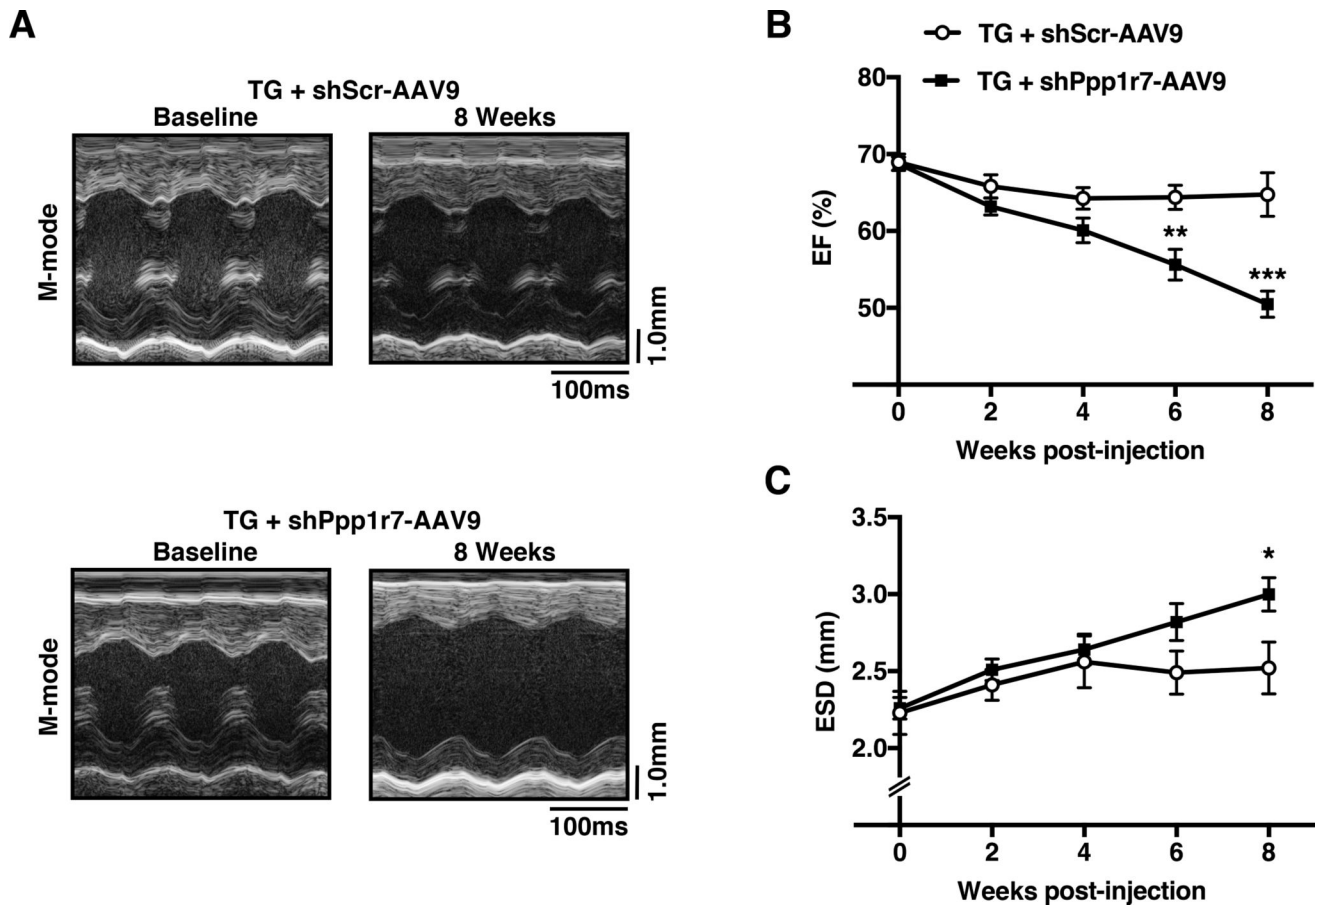 A
TG + shScr-AAV9
Baseline
8 Weeks
M-mode
1.0mm
100ms
TG + shPpp1r7-AAV9
Baseline
8 Weeks
M-mode
1.0mm
100ms
B
TG + shScr-AAV9
TG + shPpp1r7-AAV9
80
70
60
50
EF (%)
**
***
0 2 4 6 8
Weeks post-injection
C
3.5
3.0
2.5
2.0
ESD (mm)
*
0 2 4 6 8
Weeks post-injection